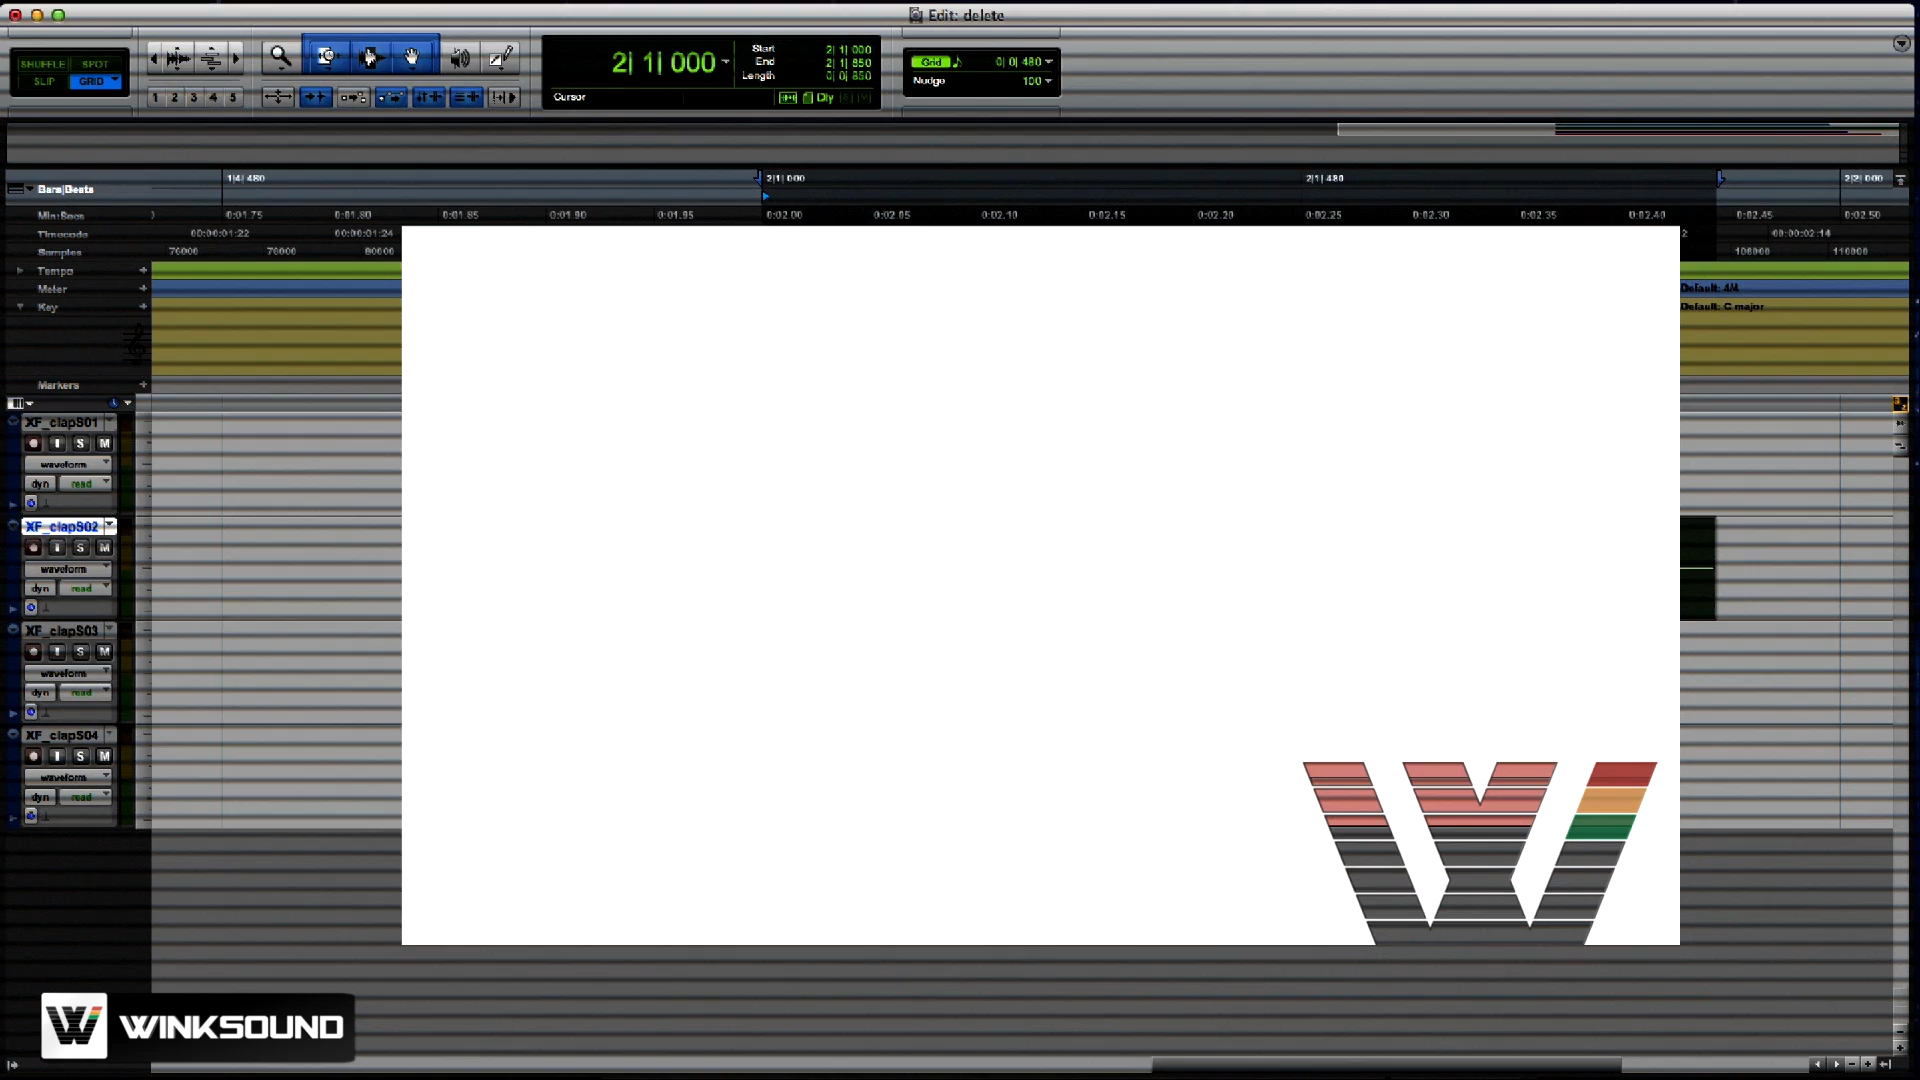 Edit: delete
SHUFFLE SPOT
SLIP GRID
1 2 3 4 5
2| 1| 000
Start 2| 1| 000
End 2| 1| 850
Length 0| 0| 850
Cursor
Dly
Grid 0| 0| 480
Nudge 100
Bars|Beats 1|4| 480 2|1| 000 2|1| 480 2|2| 000
Min:Secs 0:01.75 0:01.80 0:01.85 0:01.90 0:01.95 0:02.00 0:02.05 0:02.10 0:02.15 0:02.20 0:02.25 0:02.30 0:02.35 0:02.40 0:02.45 0:02.50
Timecode 00:00:01:22 00:00:01:24 2 00:00:02:14
Samples 76000 78000 80000 108000 110000
Tempo
Meter Default: 4/4
Key Default: C major
Markers
XF_clapS01
I S M
waveform
dyn read
XF_clapS02
I S M
waveform
dyn read
XF_clapS03
I S M
waveform
dyn read
XF_clapS04
I S M
waveform
dyn read
W
WINKSOUND